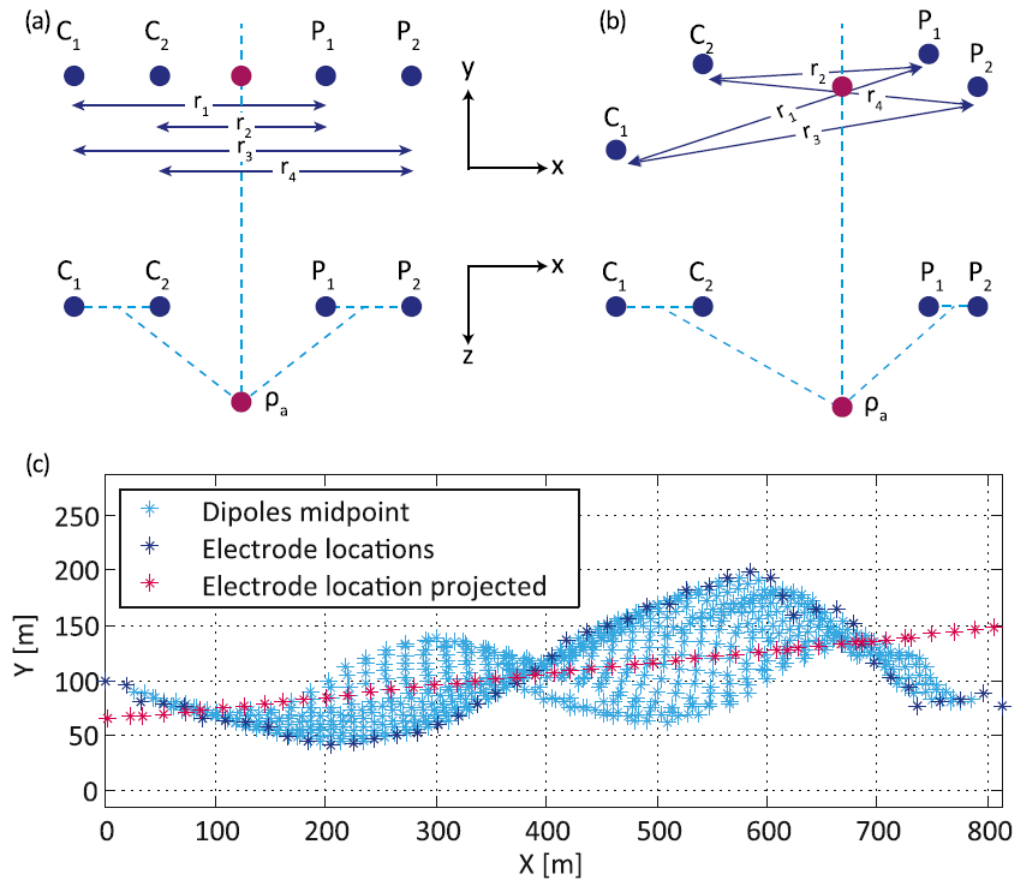 (a)
C1 C2 P1 P2
r1
r2
r3
r4
y
x
(b)
C2 P1 P2
r2
r4
r1
r3
C1
C1 C2 P1 P2
ρa
x
z
C1 C2 P1 P2
ρa
(c)
Dipoles midpoint
Electrode locations
Electrode location projected
Y [m]
250
200
150
100
50
0
0 100 200 300 400 500 600 700 800
X [m]